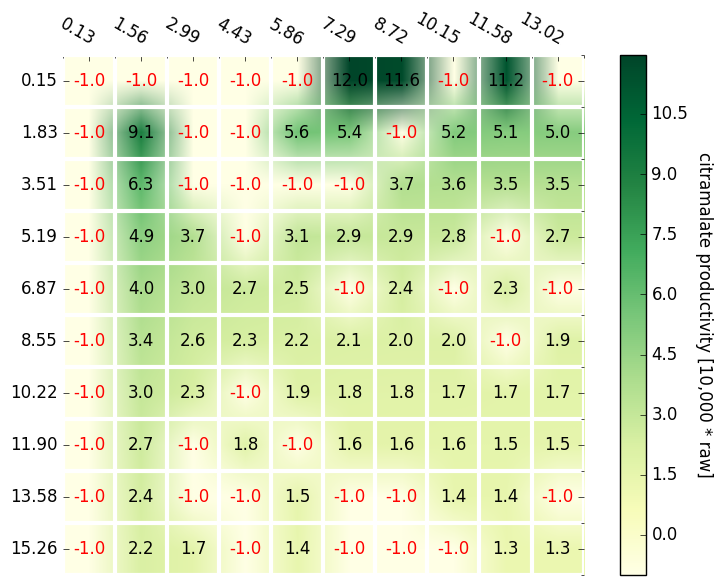 0.13 1.56 2.99 4.43 5.86 7.29 8.72 10.15 11.58 13.02
0.15 -1.0 -1.0 -1.0 -1.0 -1.0 12.0 11.6 -1.0 11.2 -1.0
1.83 -1.0 9.1 -1.0 -1.0 5.6 5.4 -1.0 5.2 5.1 5.0
3.51 -1.0 6.3 -1.0 -1.0 -1.0 -1.0 3.7 3.6 3.5 3.5
5.19 -1.0 4.9 3.7 -1.0 3.1 2.9 2.9 2.8 -1.0 2.7
6.87 -1.0 4.0 3.0 2.7 2.5 -1.0 2.4 -1.0 2.3 -1.0
8.55 -1.0 3.4 2.6 2.3 2.2 2.1 2.0 2.0 -1.0 1.9
10.22 -1.0 3.0 2.3 -1.0 1.9 1.8 1.8 1.7 1.7 1.7
11.90 -1.0 2.7 -1.0 1.8 -1.0 1.6 1.6 1.6 1.5 1.5
13.58 -1.0 2.4 -1.0 -1.0 1.5 -1.0 -1.0 1.4 1.4 -1.0
15.26 -1.0 2.2 1.7 -1.0 1.4 -1.0 -1.0 -1.0 1.3 1.3
10.5
9.0
7.5
6.0
4.5
3.0
1.5
0.0
citramalate productivity [10,000 * raw]